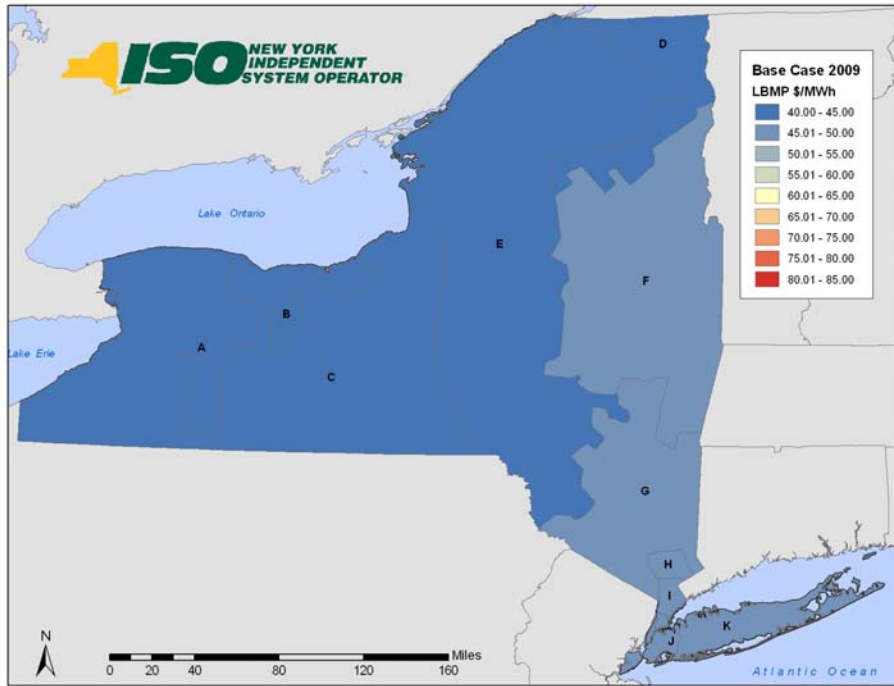 ISO
NEW YORK
INDEPENDENT
SYSTEM OPERATOR
D
Base Case 2009
LBMP $/MWh
40.00 - 45.00
45.01 - 50.00
50.01 - 55.00
55.01 - 60.00
60.01 - 65.00
65.01 - 70.00
70.01 - 75.00
75.01 - 80.00
80.01 - 85.00
Lake Ontario
E
F
B
A
Lake Erie
C
G
H
I
J
K
N
Miles
0 10 20 40 80 120 160
Atlantic Ocean